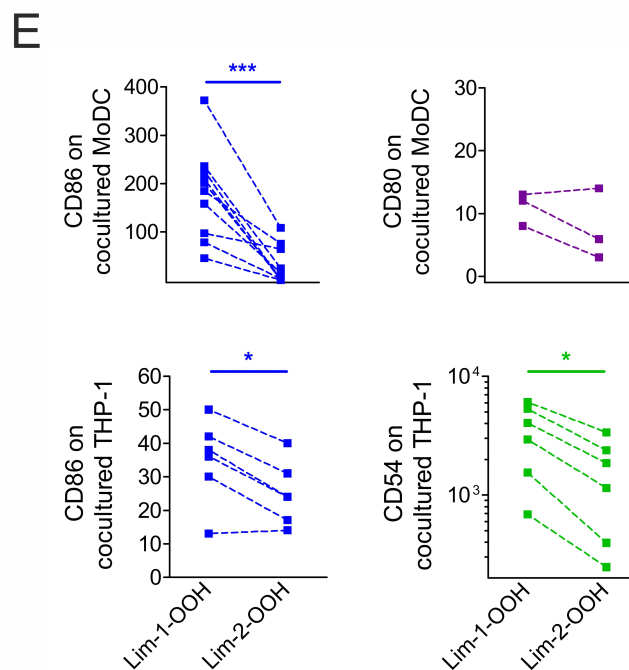 E
CD86 on
cocultured MoDC
400
300
200
100
***
CD80 on
cocultured MoDC
30
20
10
0
CD86 on
cocultured THP-1
60
50
40
30
20
10
0
*
Lim-1-OOH
Lim-2-OOH
CD54 on
cocultured THP-1
10⁴
10³
*
Lim-1-OOH
Lim-2-OOH